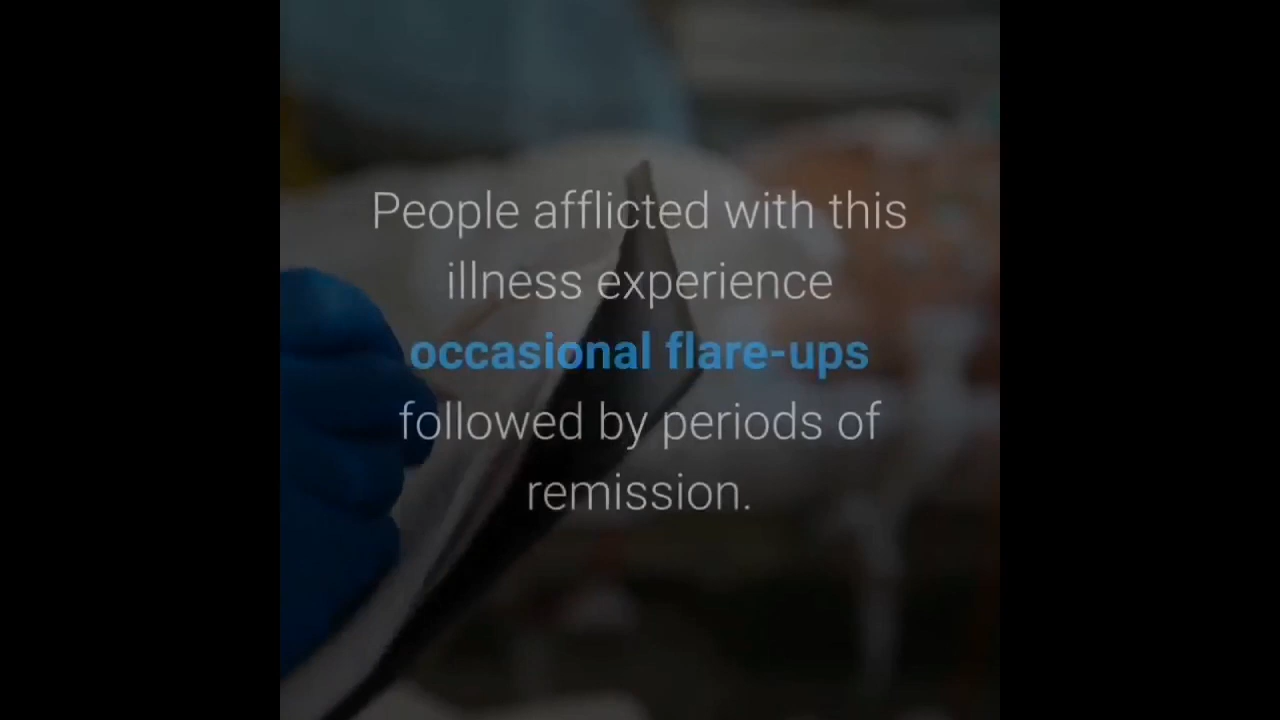 People afflicted with this
illness experience
occasional flare-ups
followed by periods of
remission.